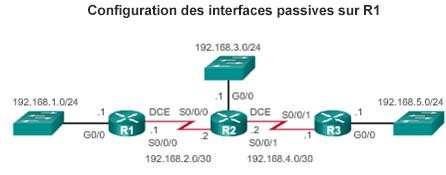 Configuration des interfaces passives sur R1
192.168.3.0/24
.1
G0/0
192.168.1.0/24
.1
G0/0
R1
DCE
.1
S0/0/0
S0/0/0
.2
192.168.2.0/30
R2
DCE
.2
S0/0/1
S0/0/1
.1
192.168.4.0/30
R3
.1
G0/0
192.168.5.0/24